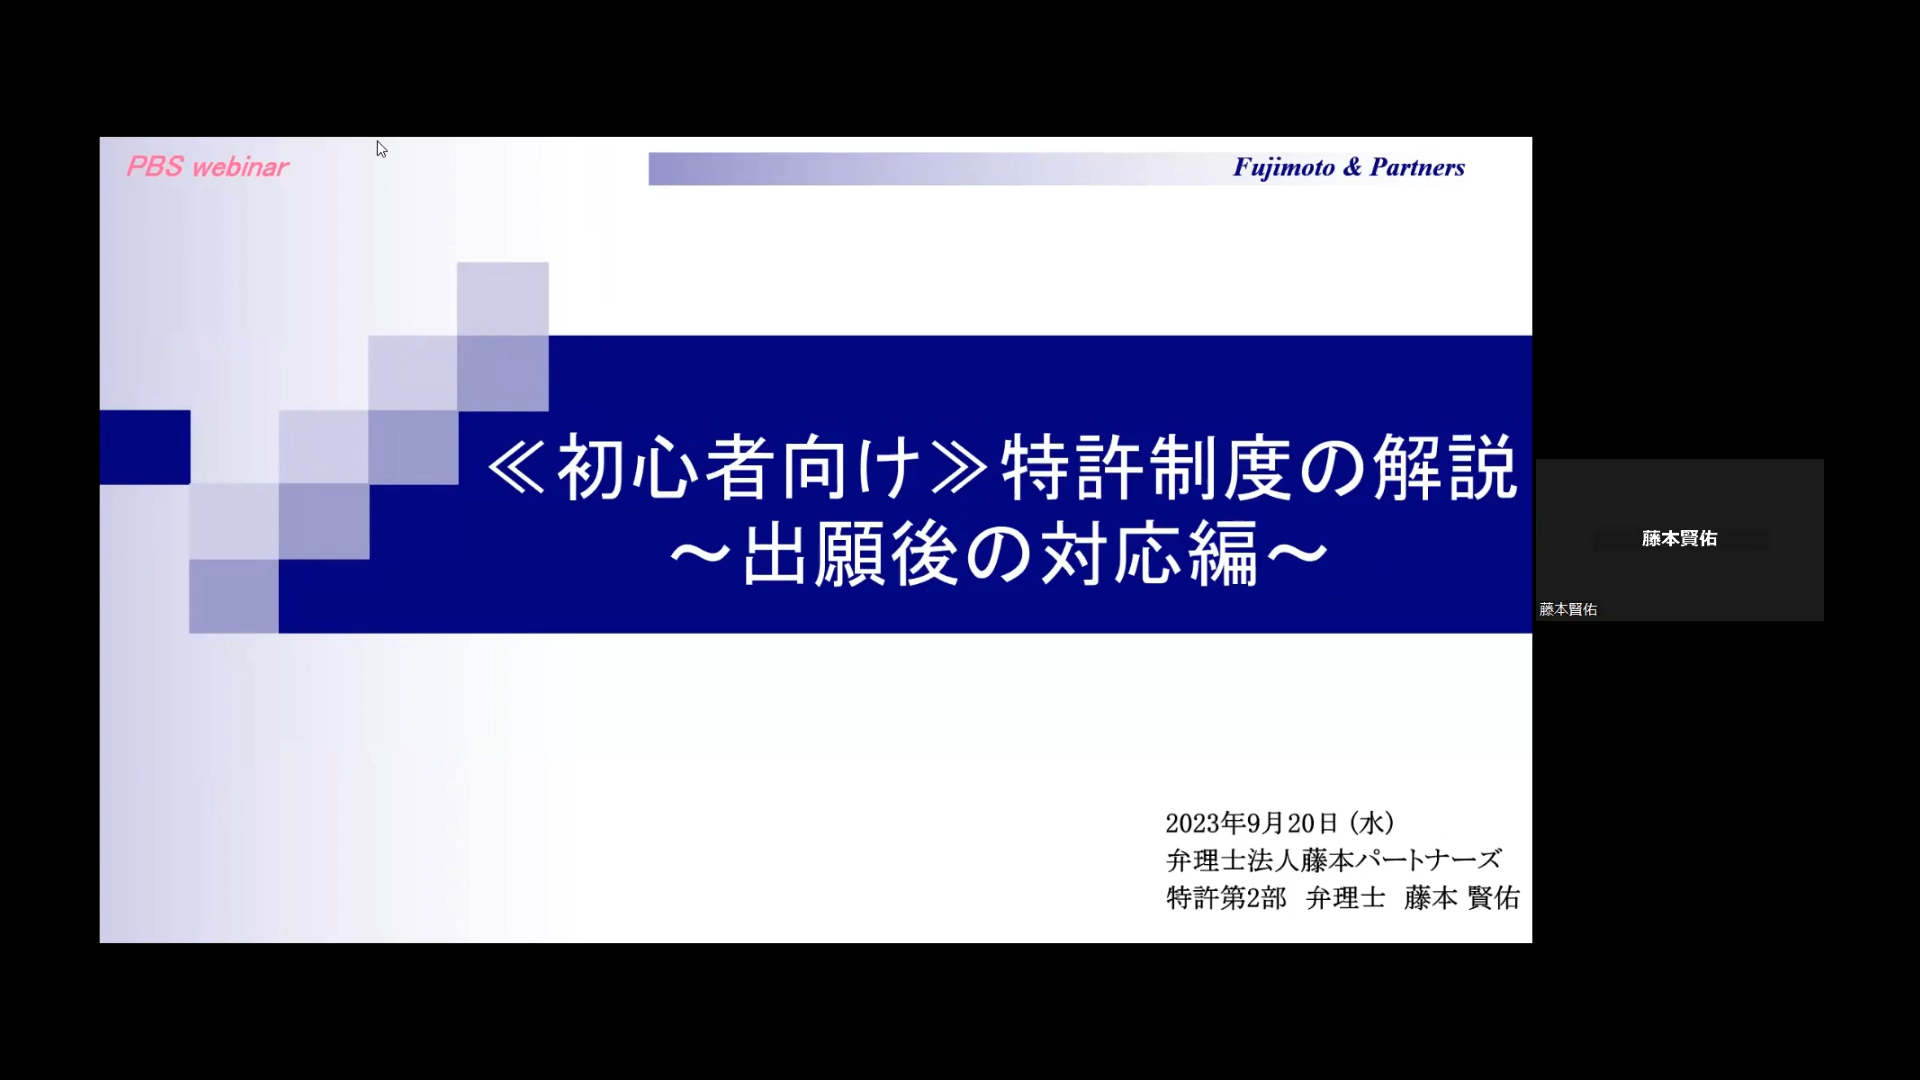 PBS webinar
Fujimoto & Partners
≪初心者向け≫特許制度の解説
～出願後の対応編～
藤本賢佑
藤本賢佑
2023年9月20日（水）
弁理士法人藤本パートナーズ
特許第2部　弁理士　藤本 賢佑